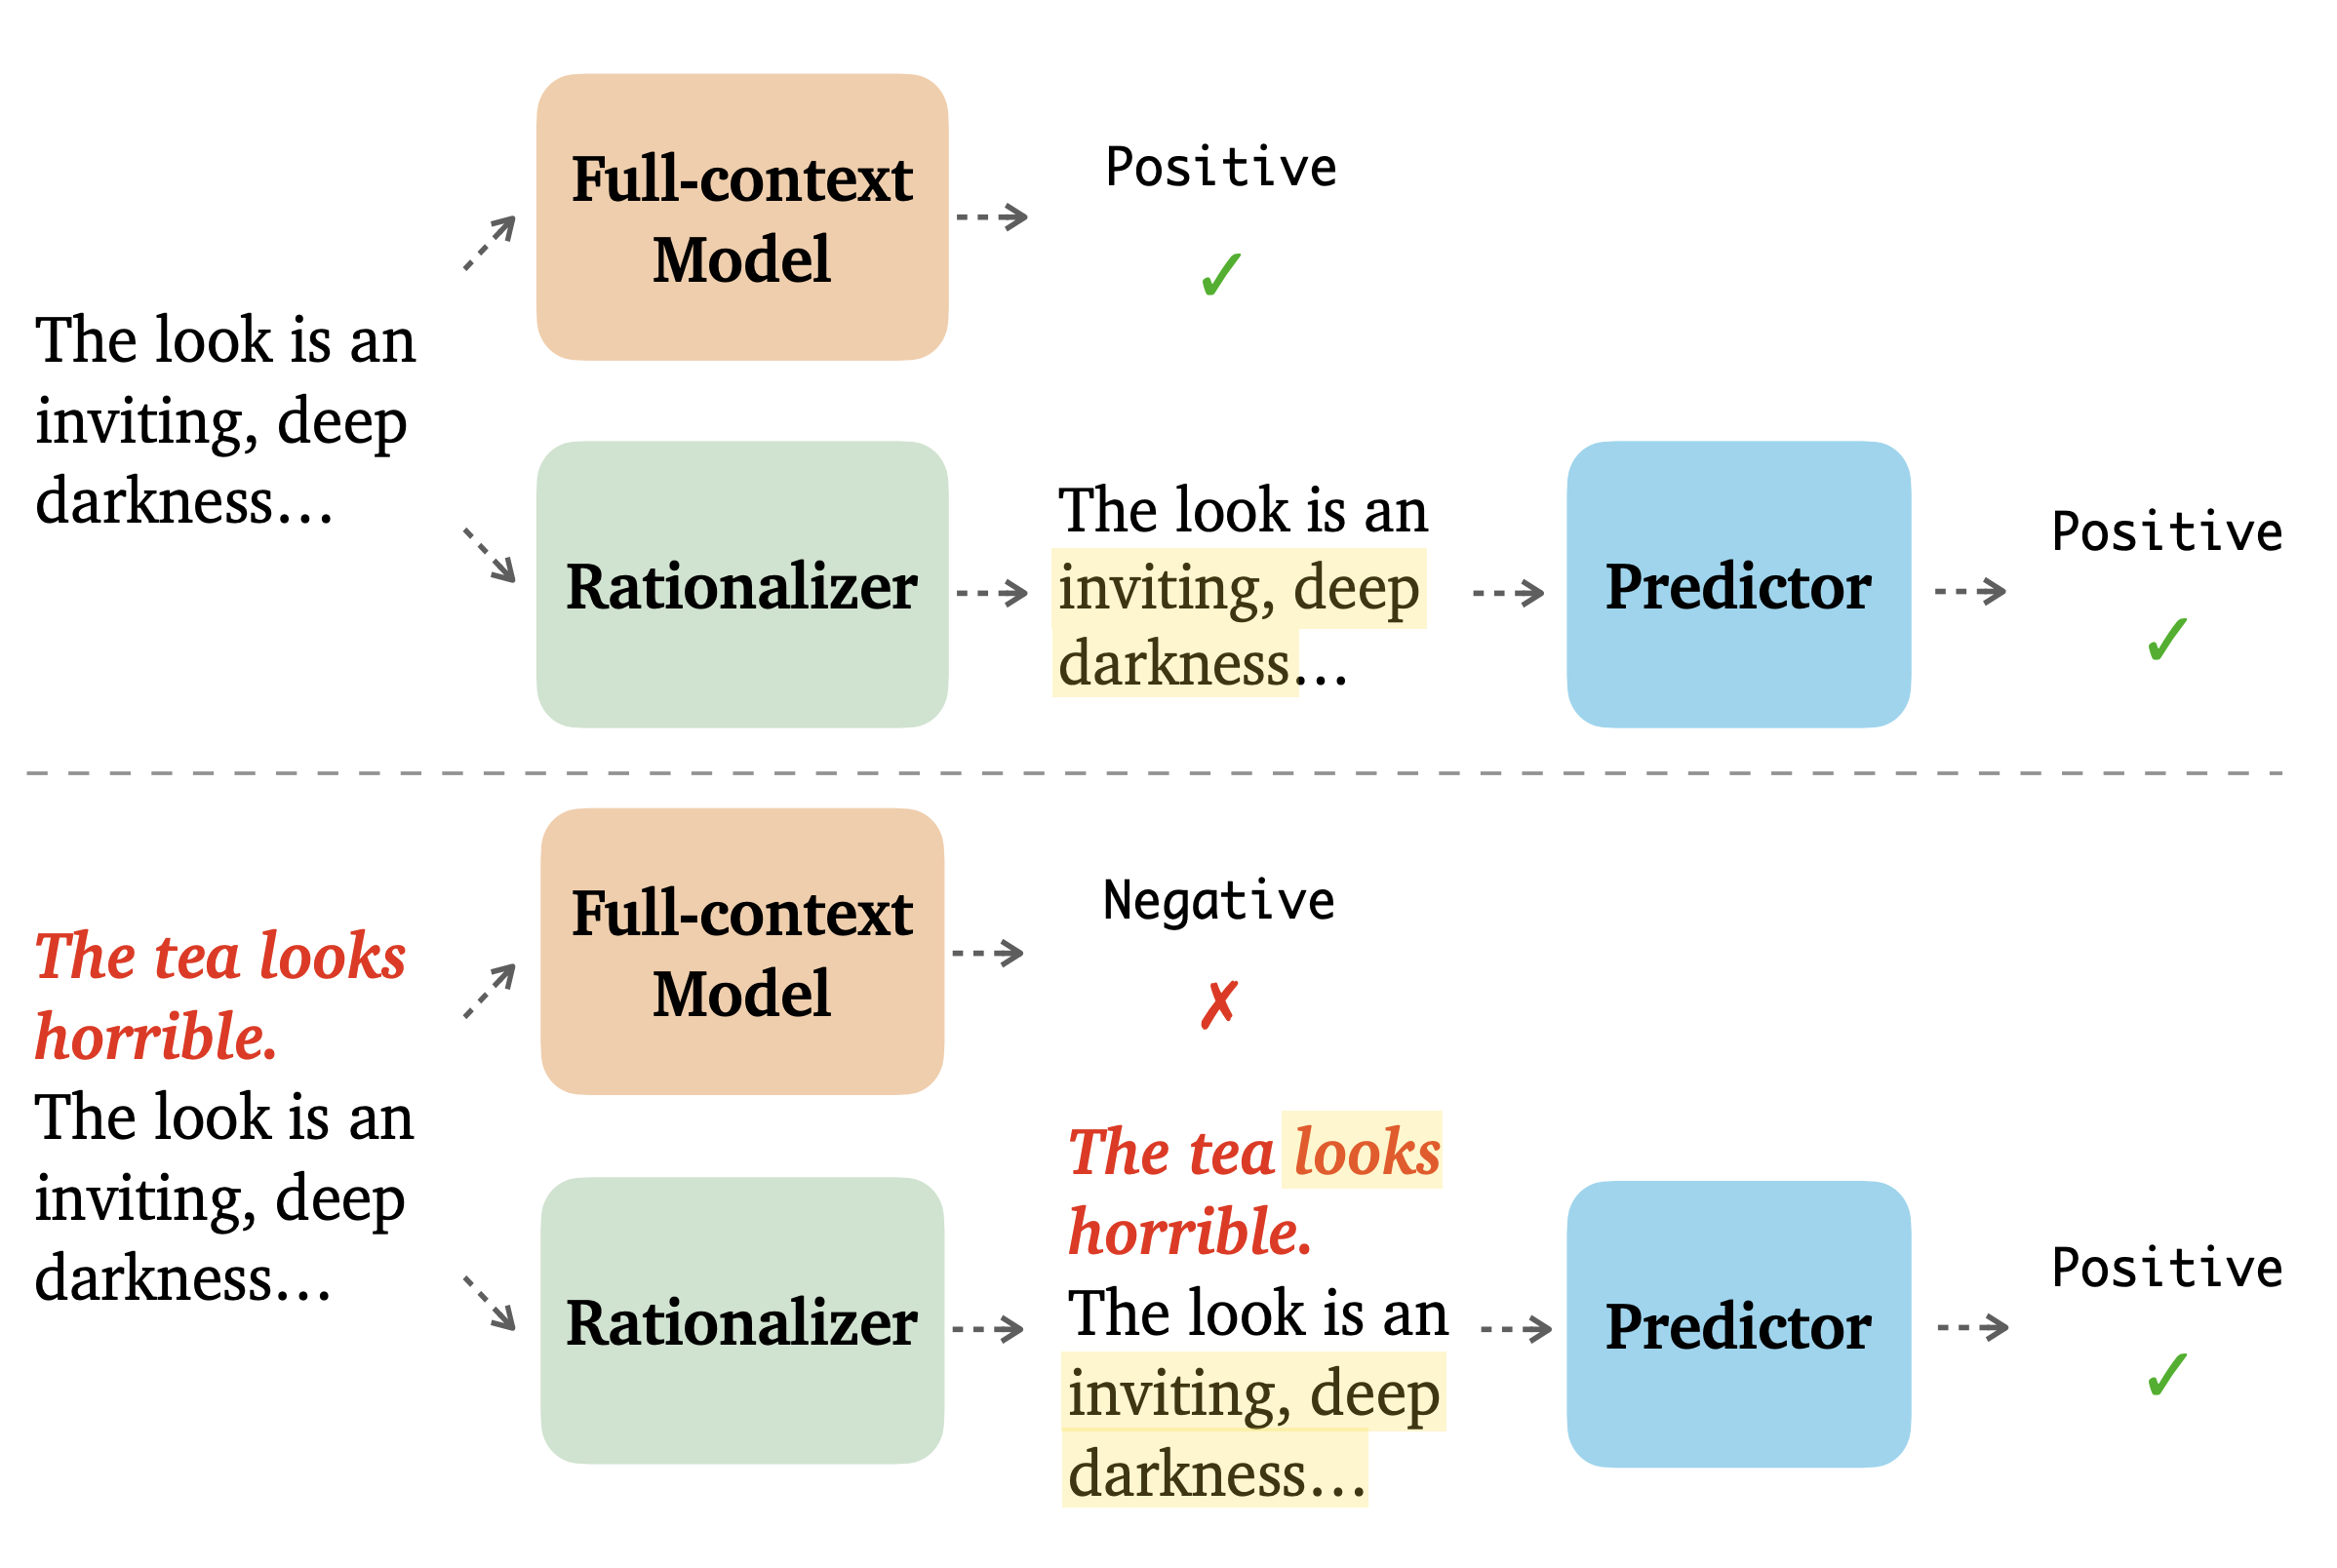 The look is an
inviting, deep
darkness...
Full-context
Model
Positive
✓
Rationalizer
The look is an
inviting, deep
darkness...
Predictor
Positive
✓
The tea looks
horrible.
The look is an
inviting, deep
darkness...
Full-context
Model
Negative
✗
Rationalizer
The tea looks
horrible.
The look is an
inviting, deep
darkness...
Predictor
Positive
✓